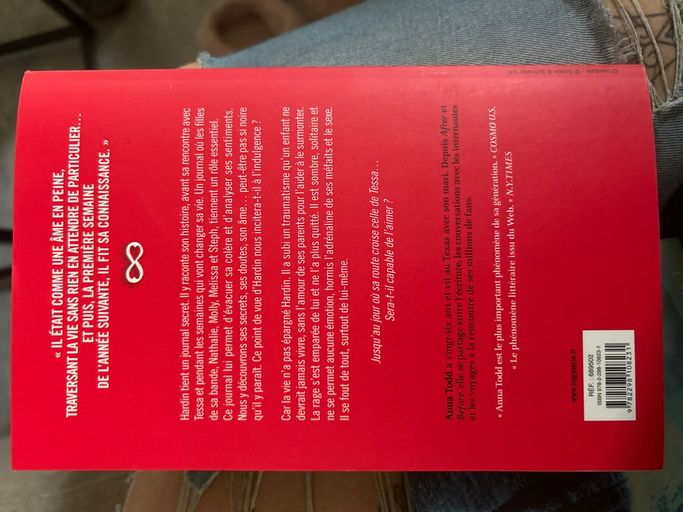 « IL ÉTAIT COMME UNE ÂME EN PEINE,
TRAVERSANT LA VIE SANS RIEN EN ATTENDRE DE PARTICULIER…
ET PUIS, LA PREMIÈRE SEMAINE
DE L'ANNÉE SUIVANTE, IL FIT SA CONNAISSANCE. »
Hardin tient un journal secret. Il y raconte son histoire, avant sa rencontre avec
Tessa et pendant les semaines qui vont changer sa vie. Un journal où les filles
de sa bande, Nathalie, Molly, Melissa et Steph, tiennent un rôle essentiel.
Ce journal lui permet d'évacuer sa colère et d'analyser ses sentiments.
Nous y découvrons ses secrets, ses doutes, son âme… peut-être pas si noire
qu'il y paraît. Ce point de vue d'Hardin nous incitera-t-il à l'indulgence ?
Car la vie n'a pas épargné Hardin. Il a subi un traumatisme qu'un enfant ne
devrait jamais vivre, sans l'amour de ses parents pour l'aider à le surmonter.
La rage s'est emparée de lui et ne l'a plus quitté. Il est sombre, solitaire et
ne se permet aucune émotion, hormis l'adrénaline de ses méfaits et le sexe.
Il se fout de tout, surtout de lui-même.
Jusqu'au jour où sa route croise celle de Tessa…
Sera-t-il capable de l'aimer ?
Anna Todd a vingt-six ans et vit au Texas avec son mari. Depuis After et
Before elle se partage entre l'écriture, les conversations avec les internautes
et les voyages à la rencontre de ses millions de fans.
« Anna Todd est le plus important phénomène de sa génération. » COSMO U.S.
« Le phénomène littéraire issu du Web. » N.Y.TIMES
RÉF. : 689502
ISBN 978-2-298-10823-1
9 782298 108231
© Simon & Schuster UK